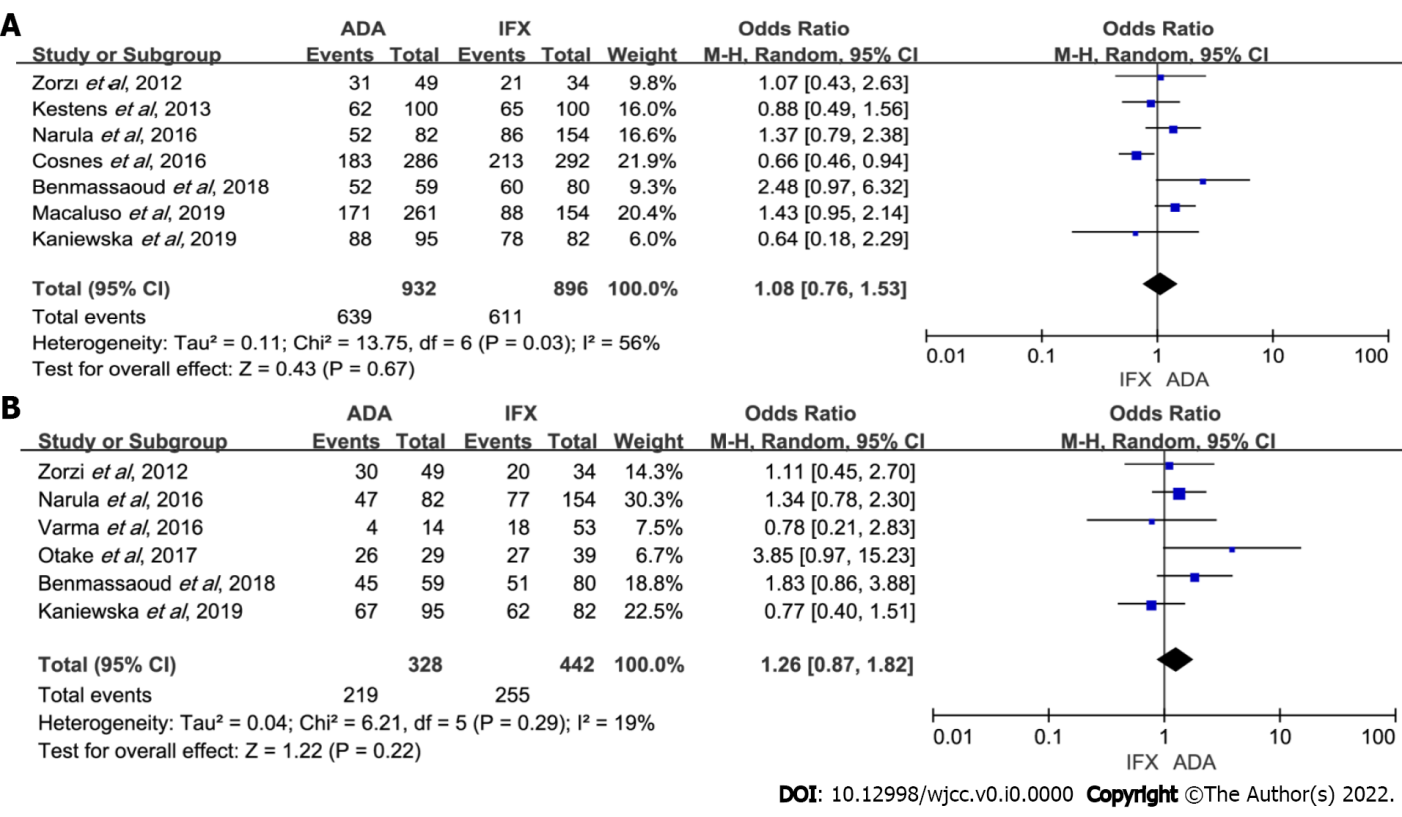 A
ADA IFX Odds Ratio Odds Ratio
Study or Subgroup Events Total Events Total Weight M-H, Random, 95% CI M-H, Random, 95% CI
Zorzi et al, 2012 31 49 21 34 9.8% 1.07 [0.43, 2.63]
Kestens et al, 2013 62 100 65 100 16.0% 0.88 [0.49, 1.56]
Narula et al, 2016 52 82 86 154 16.6% 1.37 [0.79, 2.38]
Cosnes et al, 2016 183 286 213 292 21.9% 0.66 [0.46, 0.94]
Benmassaoud et al, 2018 52 59 60 80 9.3% 2.48 [0.97, 6.32]
Macaluso et al, 2019 171 261 88 154 20.4% 1.43 [0.95, 2.14]
Kaniewska et al, 2019 88 95 78 82 6.0% 0.64 [0.18, 2.29]
Total (95% CI) 932 896 100.0% 1.08 [0.76, 1.53]
Total events 639 611
Heterogeneity: Tau² = 0.11; Chi² = 13.75, df = 6 (P = 0.03); I² = 56%
Test for overall effect: Z = 0.43 (P = 0.67)
0.01 0.1 1 10 100
IFX ADA
B
ADA IFX Odds Ratio Odds Ratio
Study or Subgroup Events Total Events Total Weight M-H, Random, 95% CI M-H, Random, 95% CI
Zorzi et al, 2012 30 49 20 34 14.3% 1.11 [0.45, 2.70]
Narula et al, 2016 47 82 77 154 30.3% 1.34 [0.78, 2.30]
Varma et al, 2016 4 14 18 53 7.5% 0.78 [0.21, 2.83]
Otake et al, 2017 26 29 27 39 6.7% 3.85 [0.97, 15.23]
Benmassaoud et al, 2018 45 59 51 80 18.8% 1.83 [0.86, 3.88]
Kaniewska et al, 2019 67 95 62 82 22.5% 0.77 [0.40, 1.51]
Total (95% CI) 328 442 100.0% 1.26 [0.87, 1.82]
Total events 219 255
Heterogeneity: Tau² = 0.04; Chi² = 6.21, df = 5 (P = 0.29); I² = 19%
Test for overall effect: Z = 1.22 (P = 0.22)
0.01 0.1 1 10 100
IFX ADA
DOI: 10.12998/wjcc.v0.i0.0000 Copyright ©The Author(s) 2022.